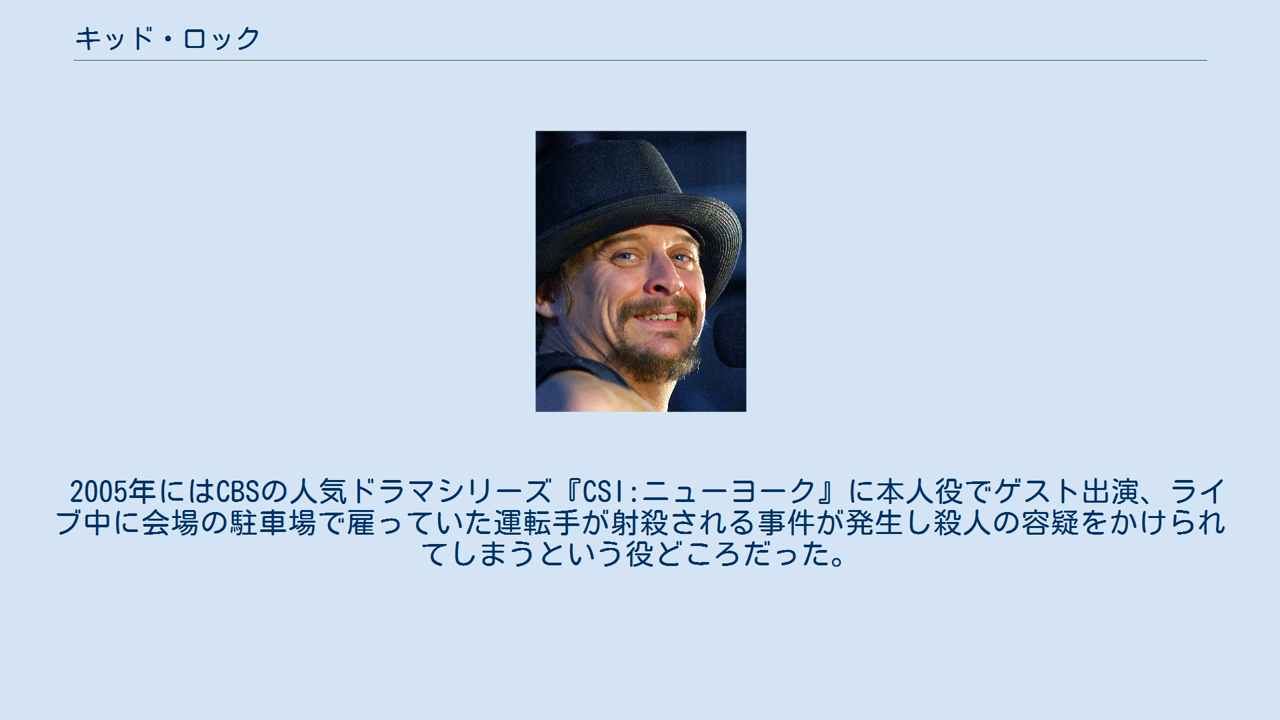 キッド・ロック
2005年にはCBSの人気ドラマシリーズ『CSI:ニューヨーク』に本人役でゲスト出演、ライ
ブ中に会場の駐車場で雇っていた運転手が射殺される事件が発生し殺人の容疑をかけられ
てしまうという役どころだった。